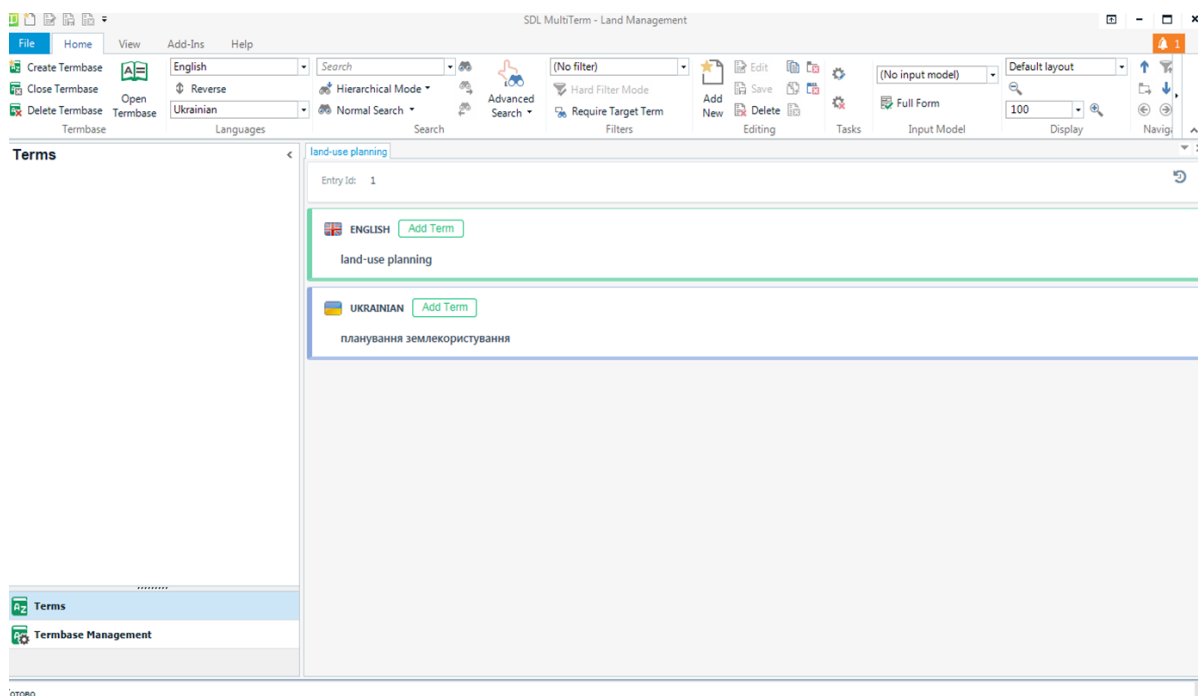 SDL MultiTerm - Land Management
File Home View Add-Ins Help 1
Create Termbase
Close Termbase
Delete Termbase
Open
Termbase
Termbase
English
Reverse
Ukrainian
Languages
Search
Hierarchical Mode
Normal Search
Advanced
Search
Search
(No filter)
Hard Filter Mode
Require Target Term
Filters
Add
New
Edit
Save
Delete
Editing
Tasks
(No input model)
Full Form
Input Model
Default layout
100
Display
Terms
land-use planning
Entry Id: 1
ENGLISH Add Term
land-use planning
UKRAINIAN Add Term
планування землекористування
AZ Terms
Termbase Management